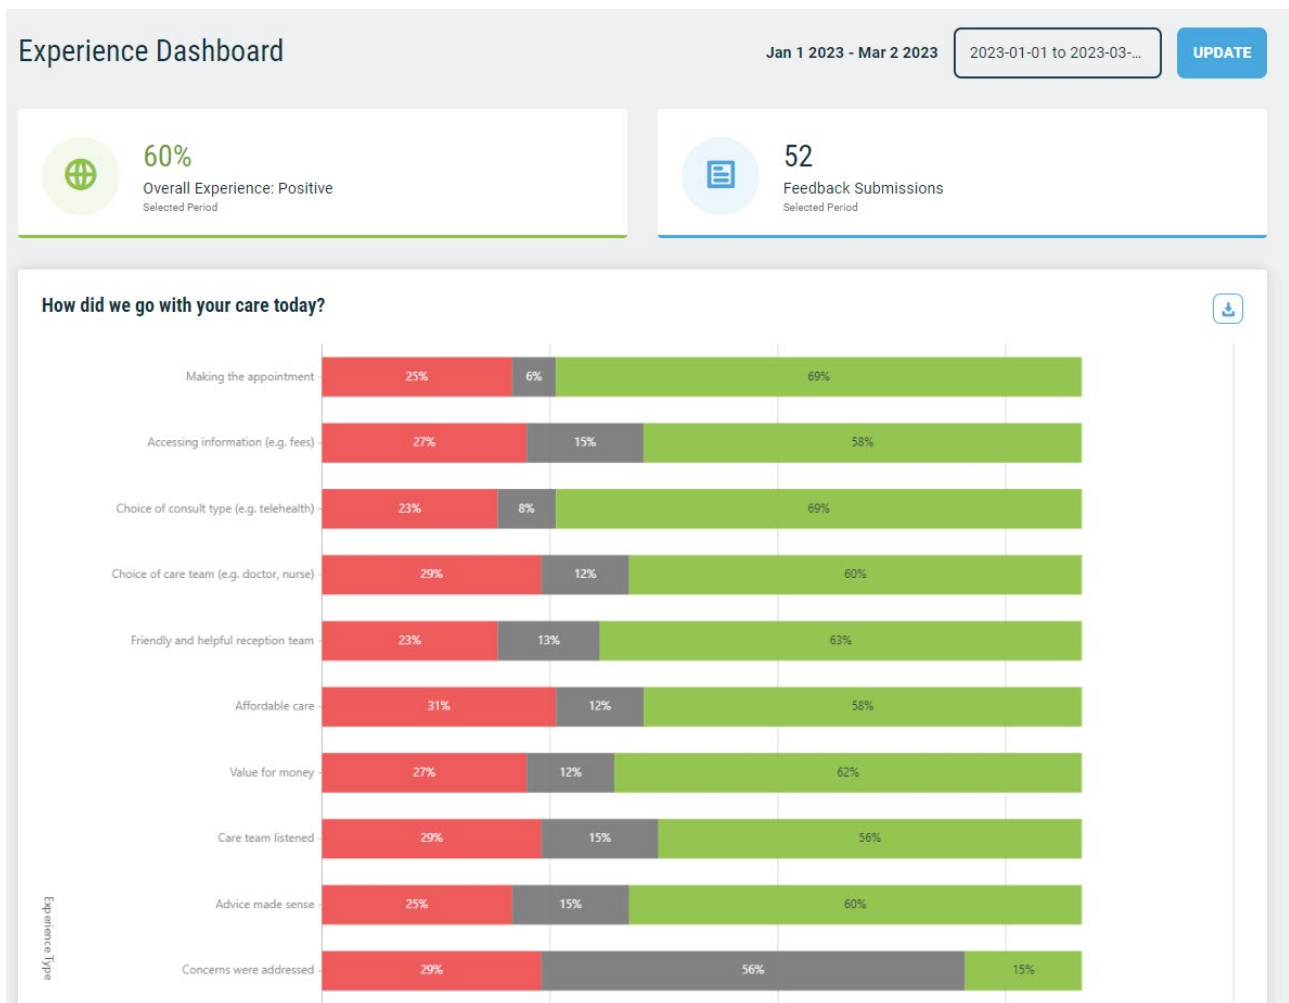 Experience Dashboard
Jan 1 2023 - Mar 2 2023
2023-01-01 to 2023-03-...
UPDATE
60%
Overall Experience: Positive
Selected Period
52
Feedback Submissions
Selected Period
How did we go with your care today?
Making the appointment 25% 6% 69%
Accessing information (e.g. fees) 27% 15% 58%
Choice of consult type (e.g. telehealth) 23% 8% 69%
Choice of care team (e.g. doctor, nurse) 29% 12% 60%
Friendly and helpful reception team 23% 13% 63%
Affordable care 31% 12% 58%
Value for money 27% 12% 62%
Care team listened 29% 15% 56%
Advice made sense 25% 15% 60%
Concerns were addressed 29% 56% 15%
Experience Type